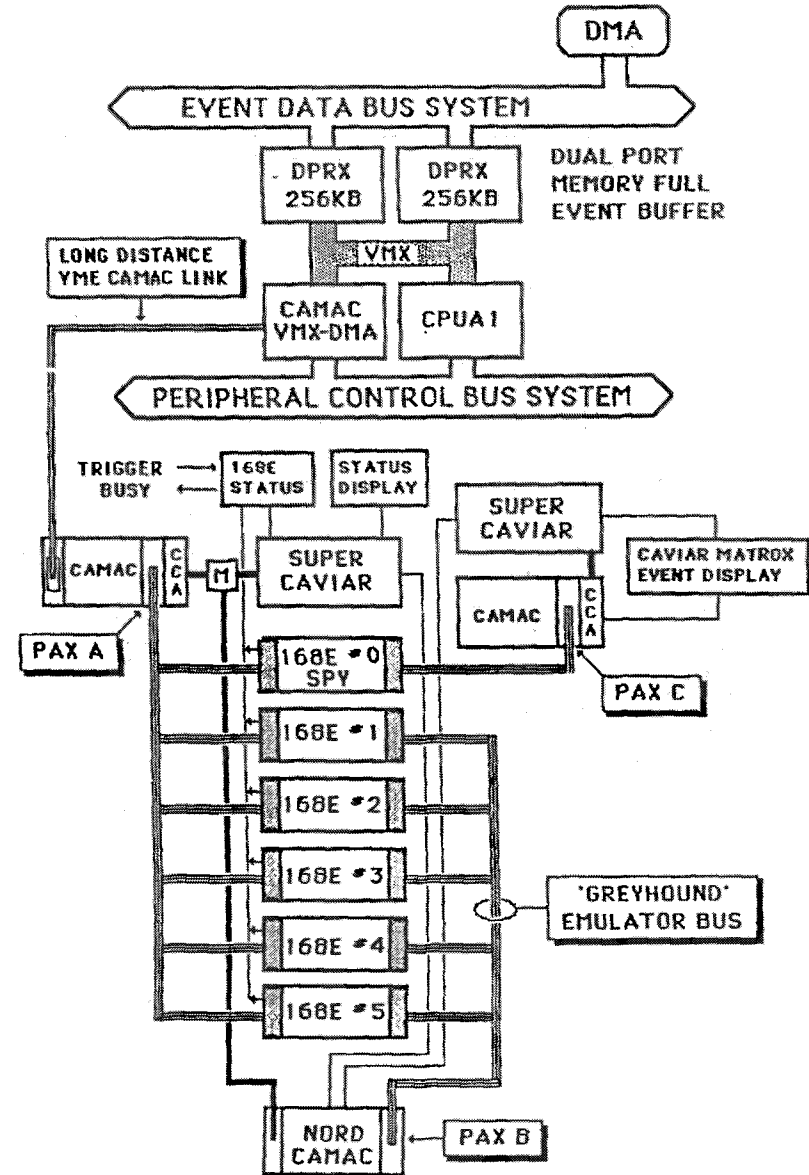 DMA
EVENT DATA BUS SYSTEM
DPRX
256KB
DPRX
256KB
DUAL PORT
MEMORY FULL
EVENT BUFFER
VMX
LONG DISTANCE
VME CAMAC LINK
CAMAC
VMX-DMA
CPUA1
PERIPHERAL CONTROL BUS SYSTEM
TRIGGER
BUSY
168E
STATUS
STATUS
DISPLAY
SUPER
CAVIAR
CAMAC
CCA
M
SUPER
CAVIAR
CAVIAR MATROX
EVENT DISPLAY
CAMAC
CCA
PAX A
168E #0
SPY
PAX C
168E #1
168E #2
168E #3
'GREYHOUND'
EMULATOR BUS
168E #4
168E #5
NORD
CAMAC
PAX B